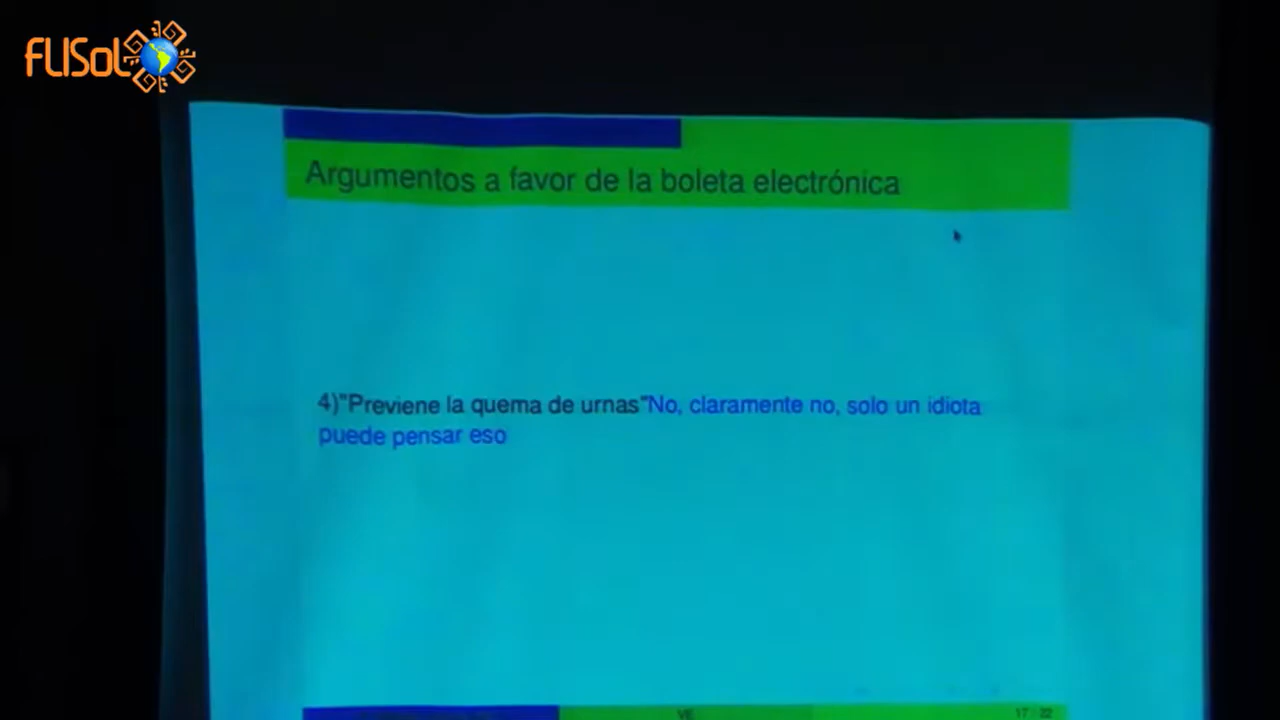 FLISoL
Argumentos a favor de la boleta electrónica
4)"Previene la quema de urnas"No, claramente no, solo un idiota
puede pensar eso
VE
17 / 22